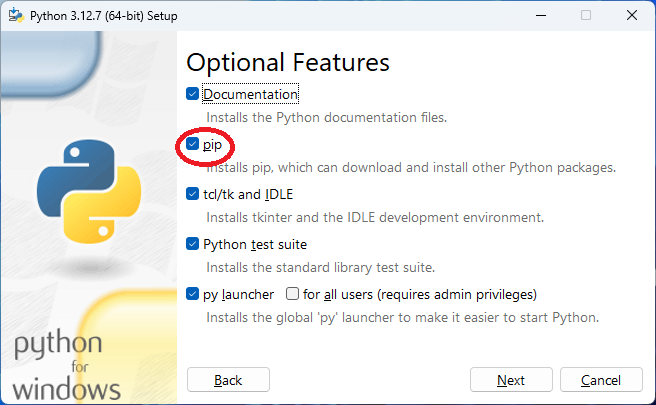 Python 3.12.7 (64-bit) Setup
Optional Features
Documentation
Installs the Python documentation files.
pip
Installs pip, which can download and install other Python packages.
tcl/tk and IDLE
Installs tkinter and the IDLE development environment.
Python test suite
Installs the standard library test suite.
py launcher for all users (requires admin privileges)
Installs the global 'py' launcher to make it easier to start Python.
python
for
windows
Back Next Cancel